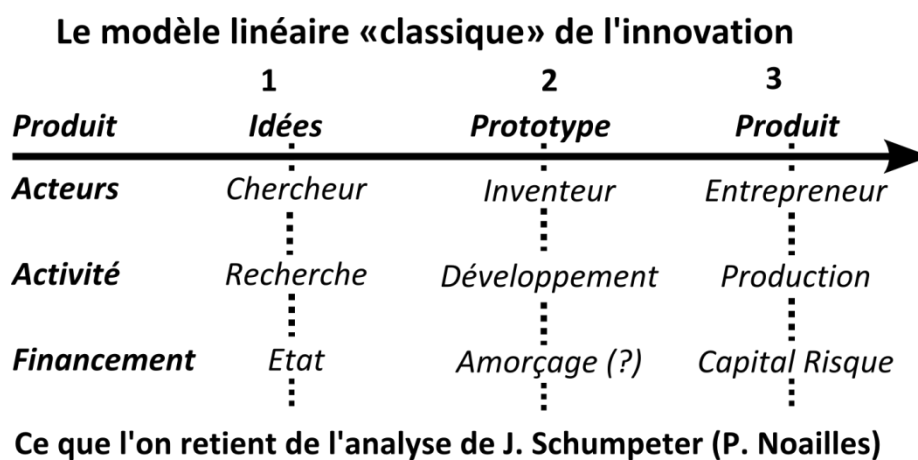 Le modèle linéaire «classique» de l'innovation
1 2 3
Produit Idées Prototype Produit
Acteurs Chercheur Inventeur Entrepreneur
Activité Recherche Développement Production
Financement Etat Amorçage (?) Capital Risque
Ce que l'on retient de l'analyse de J. Schumpeter (P. Noailles)